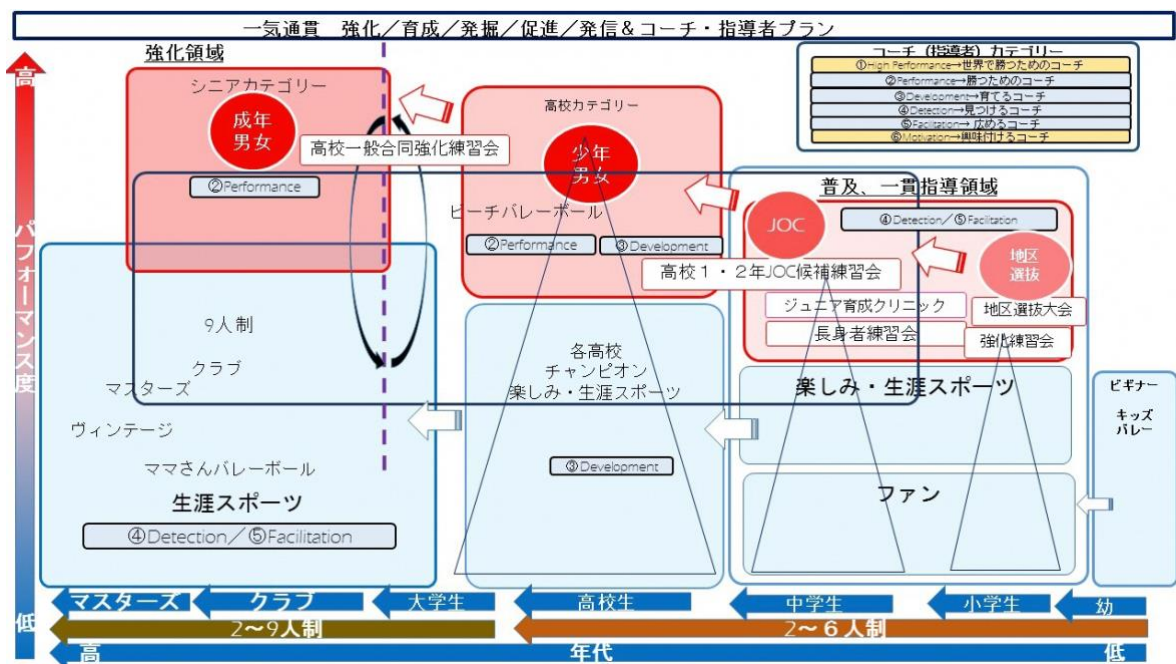 一気通貫　強化／育成／発掘／促進／発信＆コーチ・指導者プラン
強化領域
コーチ（指導者）カテゴリー
①High Performance→世界で勝つためのコーチ
②Performance→勝つためのコーチ
③Development→育てるコーチ
④Detection→見つけるコーチ
⑤Facilitation→ 広めるコーチ
⑥Motivation→興味付けるコーチ
高
パフォーマンス度
低
シニアカテゴリー
成年
男女
②Performance
高校一般合同強化練習会
高校カテゴリー
少年
男女
ビーチバレーボール
②Performance
③Development
普及、一貫指導領域
JOC
④Detection／⑤Facilitation
地区
選抜
高校１・２年JOC候補練習会
ジュニア育成クリニック
長身者練習会
地区選抜大会
強化練習会
9人制
クラブ
マスターズ
ヴィンテージ
ママさんバレーボール
生涯スポーツ
④Detection／⑤Facilitation
各高校
チャンピオン
楽しみ・生涯スポーツ
③Development
楽しみ・生涯スポーツ
ファン
ビギナー
キッズ
バレー
マスターズ
クラブ
大学生
高校生
中学生
小学生
幼
2～9人制
2～６人制
高
年代
低